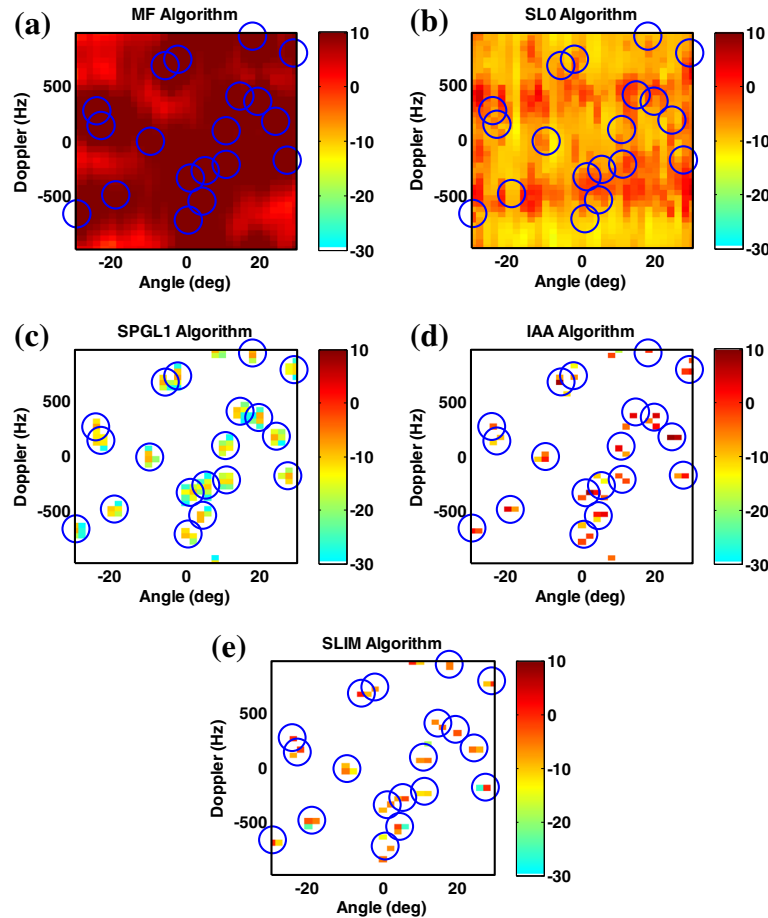 (a)
MF Algorithm
Doppler (Hz)
500
0
-500
-20
0
20
Angle (deg)
10
0
-10
-20
-30
(b)
SL0 Algorithm
Doppler (Hz)
500
0
-500
-20
0
20
Angle (deg)
10
0
-10
-20
-30
(c)
SPGL1 Algorithm
Doppler (Hz)
500
0
-500
-20
0
20
Angle (deg)
10
0
-10
-20
-30
(d)
IAA Algorithm
Doppler (Hz)
500
0
-500
-20
0
20
Angle (deg)
10
0
-10
-20
-30
(e)
SLIM Algorithm
Doppler (Hz)
500
0
-500
-20
0
20
Angle (deg)
10
0
-10
-20
-30